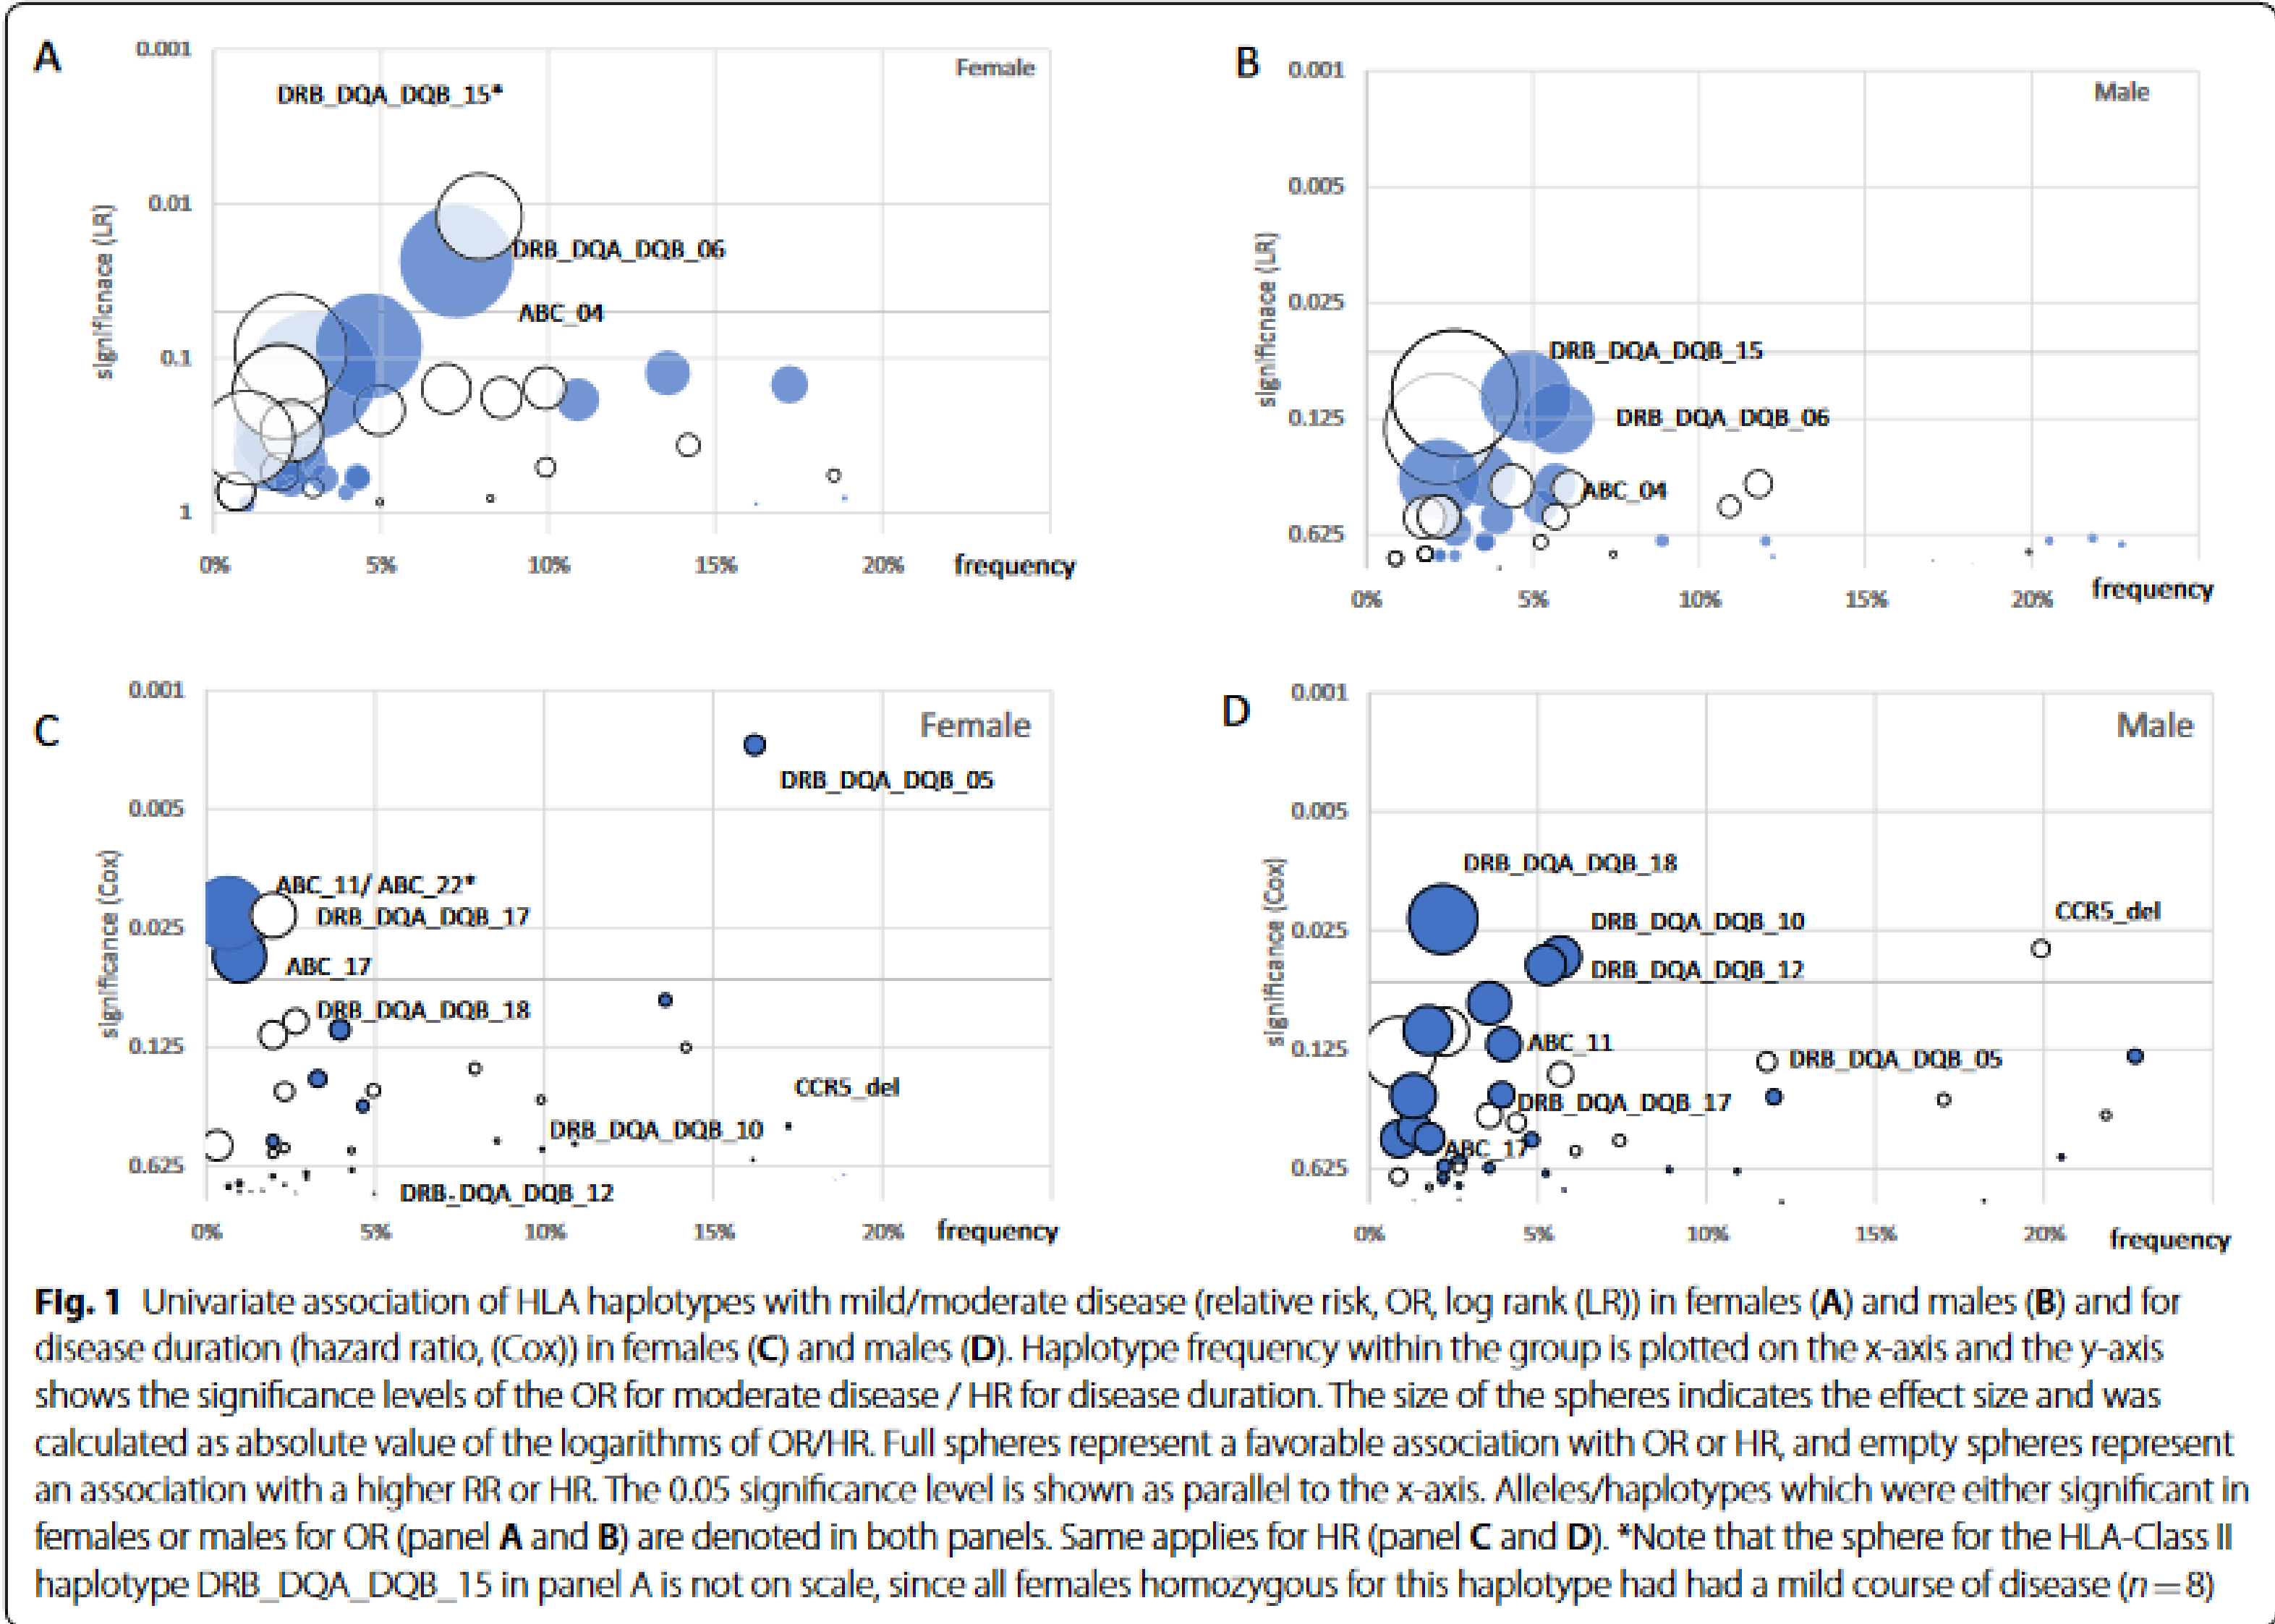 A
0.001
Female
DRB_DQA_DQB_15*
0.01
DRB_DQA_DQB_06
ABC_04
significnace (LR)
0.1
1
0%
5%
10%
15%
20%
frequency
B
0.001
Male
0.005
0.025
significnace (LR)
DRB_DQA_DQB_15
0.125
DRB_DQA_DQB_06
ABC_04
0.625
0%
5%
10%
15%
20%
frequency
C
0.001
Female
DRB_DQA_DQB_05
0.005
significance (Cox)
ABC_11/ ABC_22*
DRB_DQA_DQB_17
0.025
ABC_17
DRB_DQA_DQB_18
0.125
CCR5_del
DRB_DQA_DQB_10
0.625
DRB-DQA_DQB_12
0%
5%
10%
15%
20%
frequency
D
0.001
Male
0.005
DRB_DQA_DQB_18
significance (Cox)
CCR5_del
DRB_DQA_DQB_10
0.025
DRB_DQA_DQB_12
ABC_11
0.125
DRB_DQA_DQB_05
DRB_DQA_DQB_17
ABC_17
0.625
0%
5%
10%
15%
20%
frequency
Fig. 1 Univariate association of HLA haplotypes with mild/moderate disease (relative risk, OR, log rank (LR)) in females (A) and males (B) and for
disease duration (hazard ratio, (Cox)) in females (C) and males (D). Haplotype frequency within the group is plotted on the x-axis and the y-axis
shows the significance levels of the OR for moderate disease / HR for disease duration. The size of the spheres indicates the effect size and was
calculated as absolute value of the logarithms of OR/HR. Full spheres represent a favorable association with OR or HR, and empty spheres represent
an association with a higher RR or HR. The 0.05 significance level is shown as parallel to the x-axis. Alleles/haplotypes which were either significant in
females or males for OR (panel A and B) are denoted in both panels. Same applies for HR (panel C and D). *Note that the sphere for the HLA-Class II
haplotype DRB_DQA_DQB_15 in panel A is not on scale, since all females homozygous for this haplotype had had a mild course of disease (n = 8)